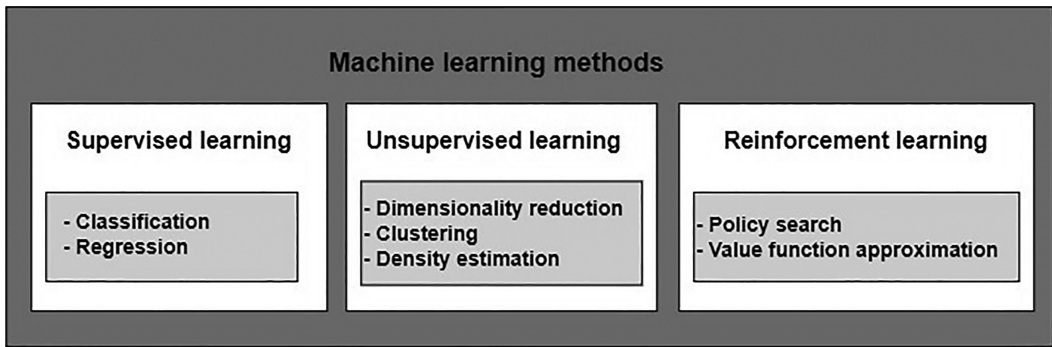 Machine learning methods
Supervised learning
- Classification
- Regression
Unsupervised learning
- Dimensionality reduction
- Clustering
- Density estimation
Reinforcement learning
- Policy search
- Value function approximation